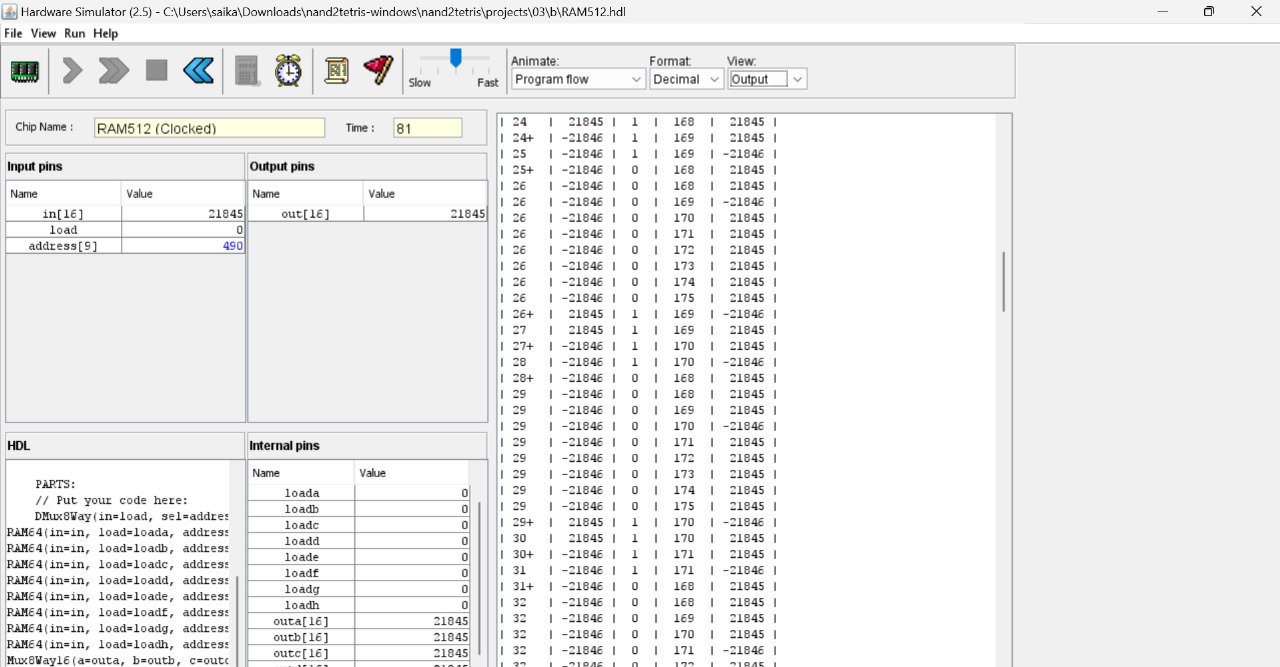 Hardware Simulator (2.5) - C:\Users\saika\Downloads\nand2tetris-windows\nand2tetris\projects\03\b\RAM512.hdl
File View Run Help
Animate: Format: View:
Slow Fast Program flow Decimal Output
Chip Name : RAM512 (Clocked) Time : 81
Input pins
Name Value
in[16] 21845
load 0
address[9] 490
Output pins
Name Value
out[16] 21845
HDL
PARTS:
// Put your code here:
DMux8Way(in=load, sel=addres
RAM64(in=in, load=loada, address
RAM64(in=in, load=loadb, address
RAM64(in=in, load=loadc, address
RAM64(in=in, load=loadd, address
RAM64(in=in, load=loade, address
RAM64(in=in, load=loadf, address
RAM64(in=in, load=loadg, address
RAM64(in=in, load=loadh, address
Mux8Way16(a=outa, b=outb, c=outc
Internal pins
Name Value
loada 0
loadb 0
loadc 0
loadd 0
loade 0
loadf 0
loadg 0
loadh 0
outa[16] 21845
outb[16] 21845
outc[16] 21845
| 24 | 21845 | 1 | 168 | 21845 |
| 24+ | -21846 | 1 | 169 | 21845 |
| 25 | -21846 | 1 | 169 | -21846 |
| 25+ | -21846 | 0 | 168 | 21845 |
| 26 | -21846 | 0 | 168 | 21845 |
| 26 | -21846 | 0 | 169 | -21846 |
| 26 | -21846 | 0 | 170 | 21845 |
| 26 | -21846 | 0 | 171 | 21845 |
| 26 | -21846 | 0 | 172 | 21845 |
| 26 | -21846 | 0 | 173 | 21845 |
| 26 | -21846 | 0 | 174 | 21845 |
| 26 | -21846 | 0 | 175 | 21845 |
| 26+ | 21845 | 1 | 169 | -21846 |
| 27 | 21845 | 1 | 169 | 21845 |
| 27+ | -21846 | 1 | 170 | 21845 |
| 28 | -21846 | 1 | 170 | -21846 |
| 28+ | -21846 | 0 | 168 | 21845 |
| 29 | -21846 | 0 | 168 | 21845 |
| 29 | -21846 | 0 | 169 | 21845 |
| 29 | -21846 | 0 | 170 | -21846 |
| 29 | -21846 | 0 | 171 | 21845 |
| 29 | -21846 | 0 | 172 | 21845 |
| 29 | -21846 | 0 | 173 | 21845 |
| 29 | -21846 | 0 | 174 | 21845 |
| 29 | -21846 | 0 | 175 | 21845 |
| 29+ | 21845 | 1 | 170 | -21846 |
| 30 | 21845 | 1 | 170 | 21845 |
| 30+ | -21846 | 1 | 171 | 21845 |
| 31 | -21846 | 1 | 171 | -21846 |
| 31+ | -21846 | 0 | 168 | 21845 |
| 32 | -21846 | 0 | 168 | 21845 |
| 32 | -21846 | 0 | 169 | 21845 |
| 32 | -21846 | 0 | 170 | 21845 |
| 32 | -21846 | 0 | 171 | -21846 |
| 32 | -21846 | 0 | 172 | 21845 |